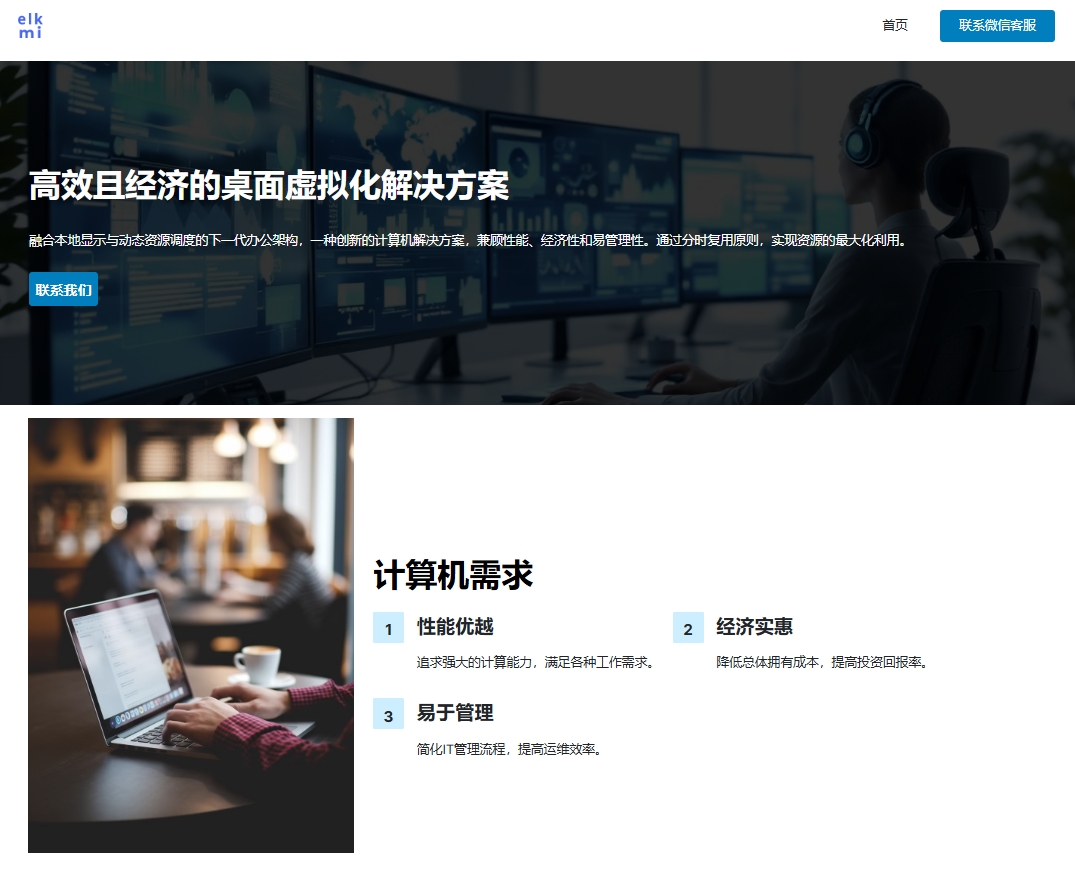 elk
mi
首页
联系微信客服
高效且经济的桌面虚拟化解决方案
融合本地显示与动态资源调度的下一代办公架构，一种创新的计算机解决方案，兼顾性能、经济性和易管理性。通过分时复用原则，实现资源的最大化利用。
联系我们
计算机需求
1 性能优越
追求强大的计算能力，满足各种工作需求。
2 经济实惠
降低总体拥有成本，提高投资回报率。
3 易于管理
简化IT管理流程，提高运维效率。